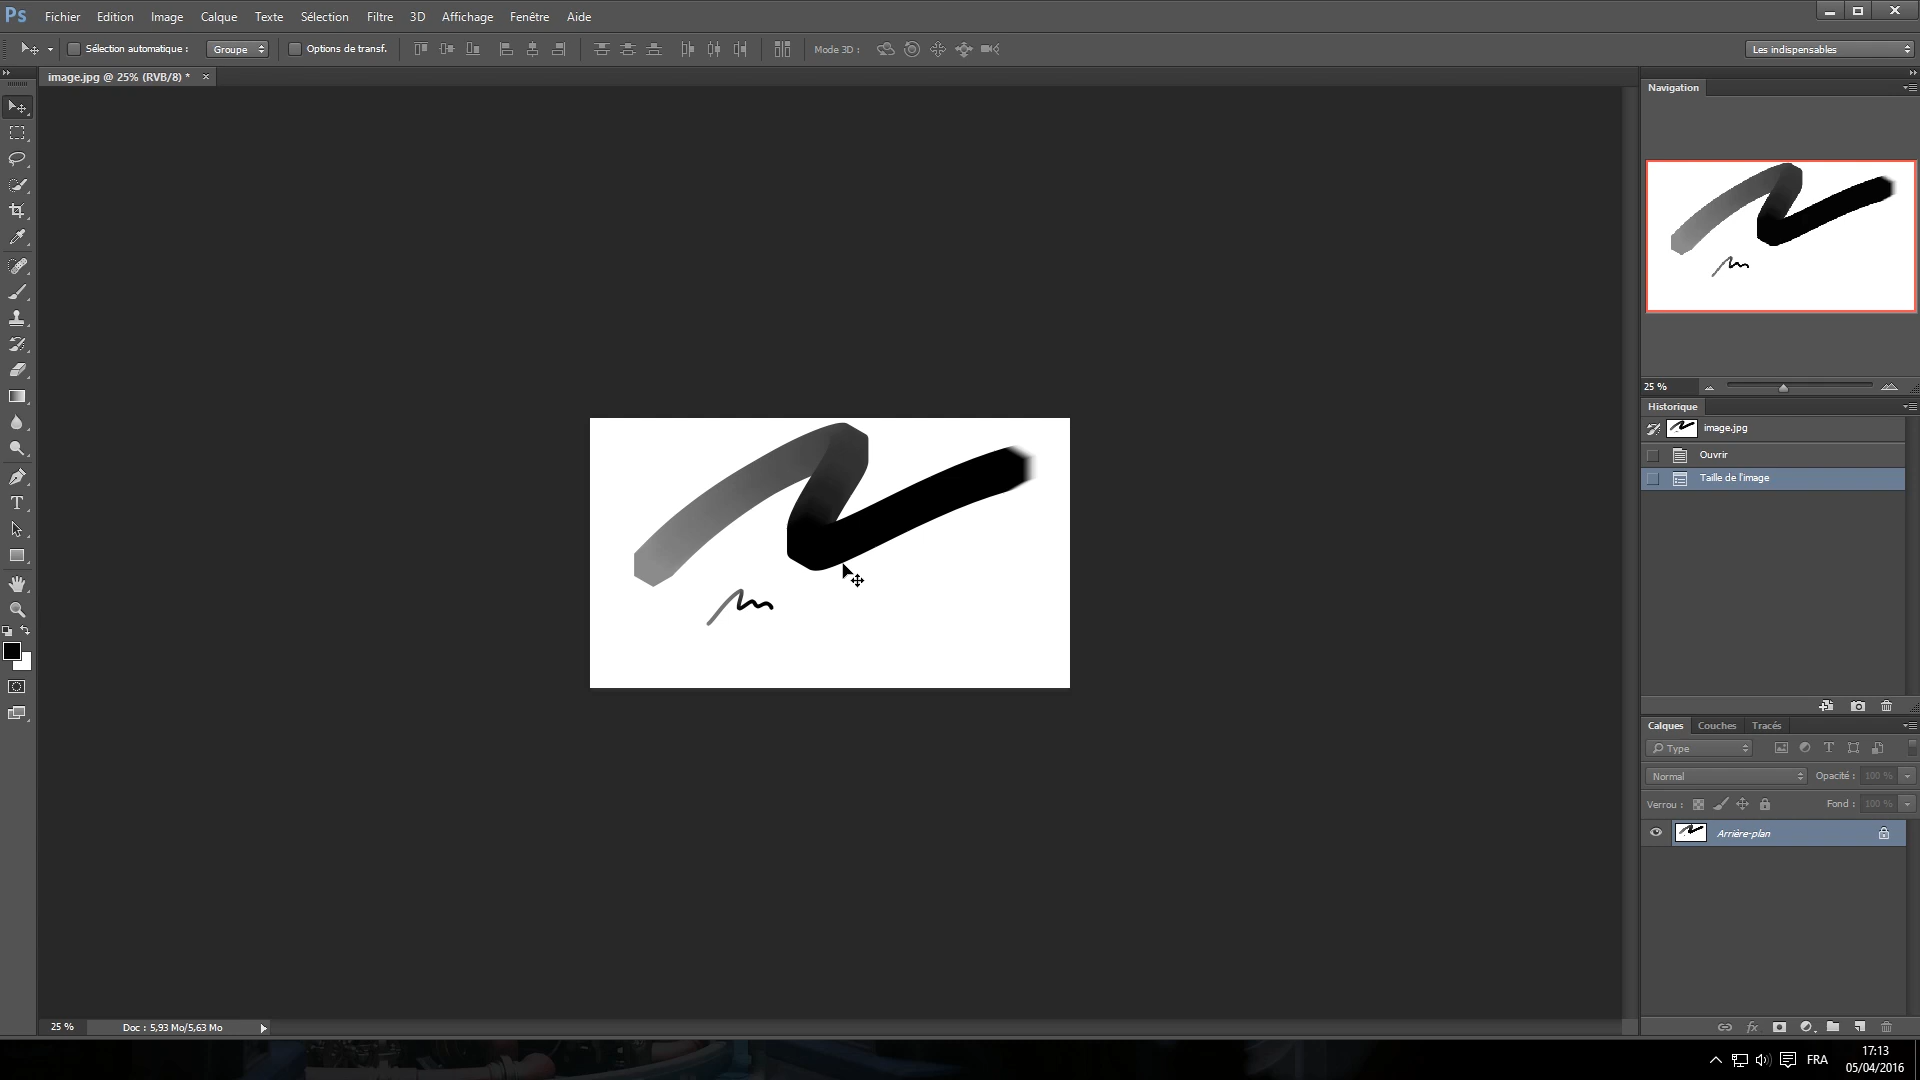 Ps Fichier Edition Image Calque Texte Sélection Filtre 3D Affichage Fenêtre Aide
Sélection automatique : Groupe Options de transf. Mode 3D : Les indispensables
image.jpg @ 25% (RVB/8) * ×
Navigation
25 %
Historique
image.jpg
Ouvrir
Taille de l'image
Calques Couches Tracés
Type
Normal Opacité : 100 %
Verrou : Fond : 100 %
Arrière-plan
25 % Doc : 5,93 Mo/5,63 Mo
FRA
17:13
05/04/2016